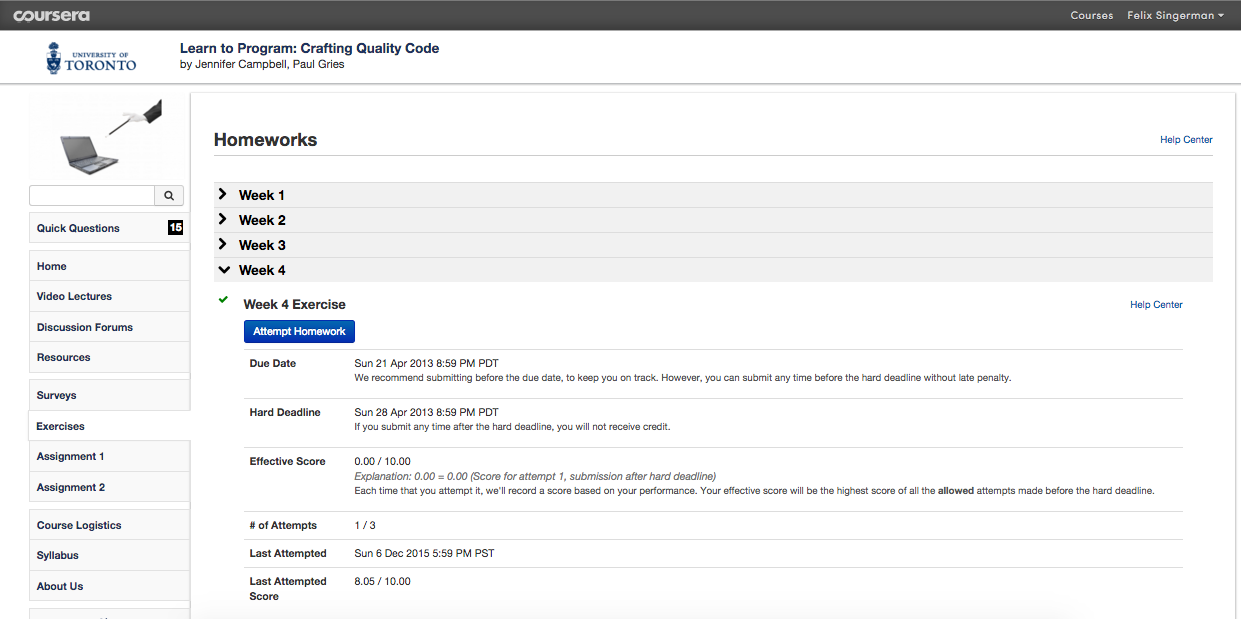 coursera
Courses Felix Singerman
UNIVERSITY OF
TORONTO
Learn to Program: Crafting Quality Code
by Jennifer Campbell, Paul Gries
Quick Questions 15
Home
Video Lectures
Discussion Forums
Resources
Surveys
Exercises
Assignment 1
Assignment 2
Course Logistics
Syllabus
About Us
Homeworks
Help Center
Week 1
Week 2
Week 3
Week 4
Week 4 Exercise
Help Center
Attempt Homework
Due Date Sun 21 Apr 2013 8:59 PM PDT
We recommend submitting before the due date, to keep you on track. However, you can submit any time before the hard deadline without late penalty.
Hard Deadline Sun 28 Apr 2013 8:59 PM PDT
If you submit any time after the hard deadline, you will not receive credit.
Effective Score 0.00 / 10.00
Explanation: 0.00 = 0.00 (Score for attempt 1, submission after hard deadline)
Each time that you attempt it, we'll record a score based on your performance. Your effective score will be the highest score of all the allowed attempts made before the hard deadline.
# of Attempts 1 / 3
Last Attempted Sun 6 Dec 2015 5:59 PM PST
Last Attempted 8.05 / 10.00
Score